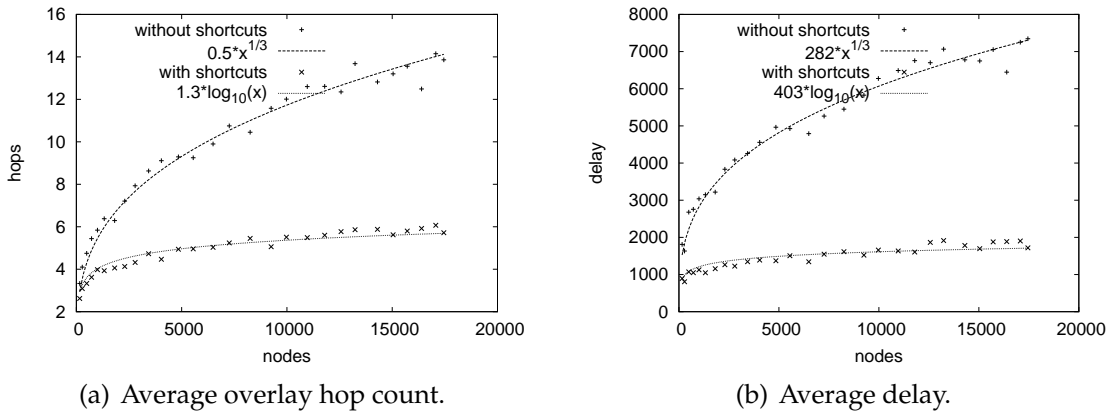 16
14
12
10
8
6
4
2
0
5000
10000
15000
20000
hops
nodes
without shortcuts
0.5*x^1/3
with shortcuts
1.3*log10(x)
(a) Average overlay hop count.
8000
7000
6000
5000
4000
3000
2000
1000
0
0
5000
10000
15000
20000
delay
nodes
without shortcuts
282*x^1/3
with shortcuts
403*log10(x)
(b) Average delay.